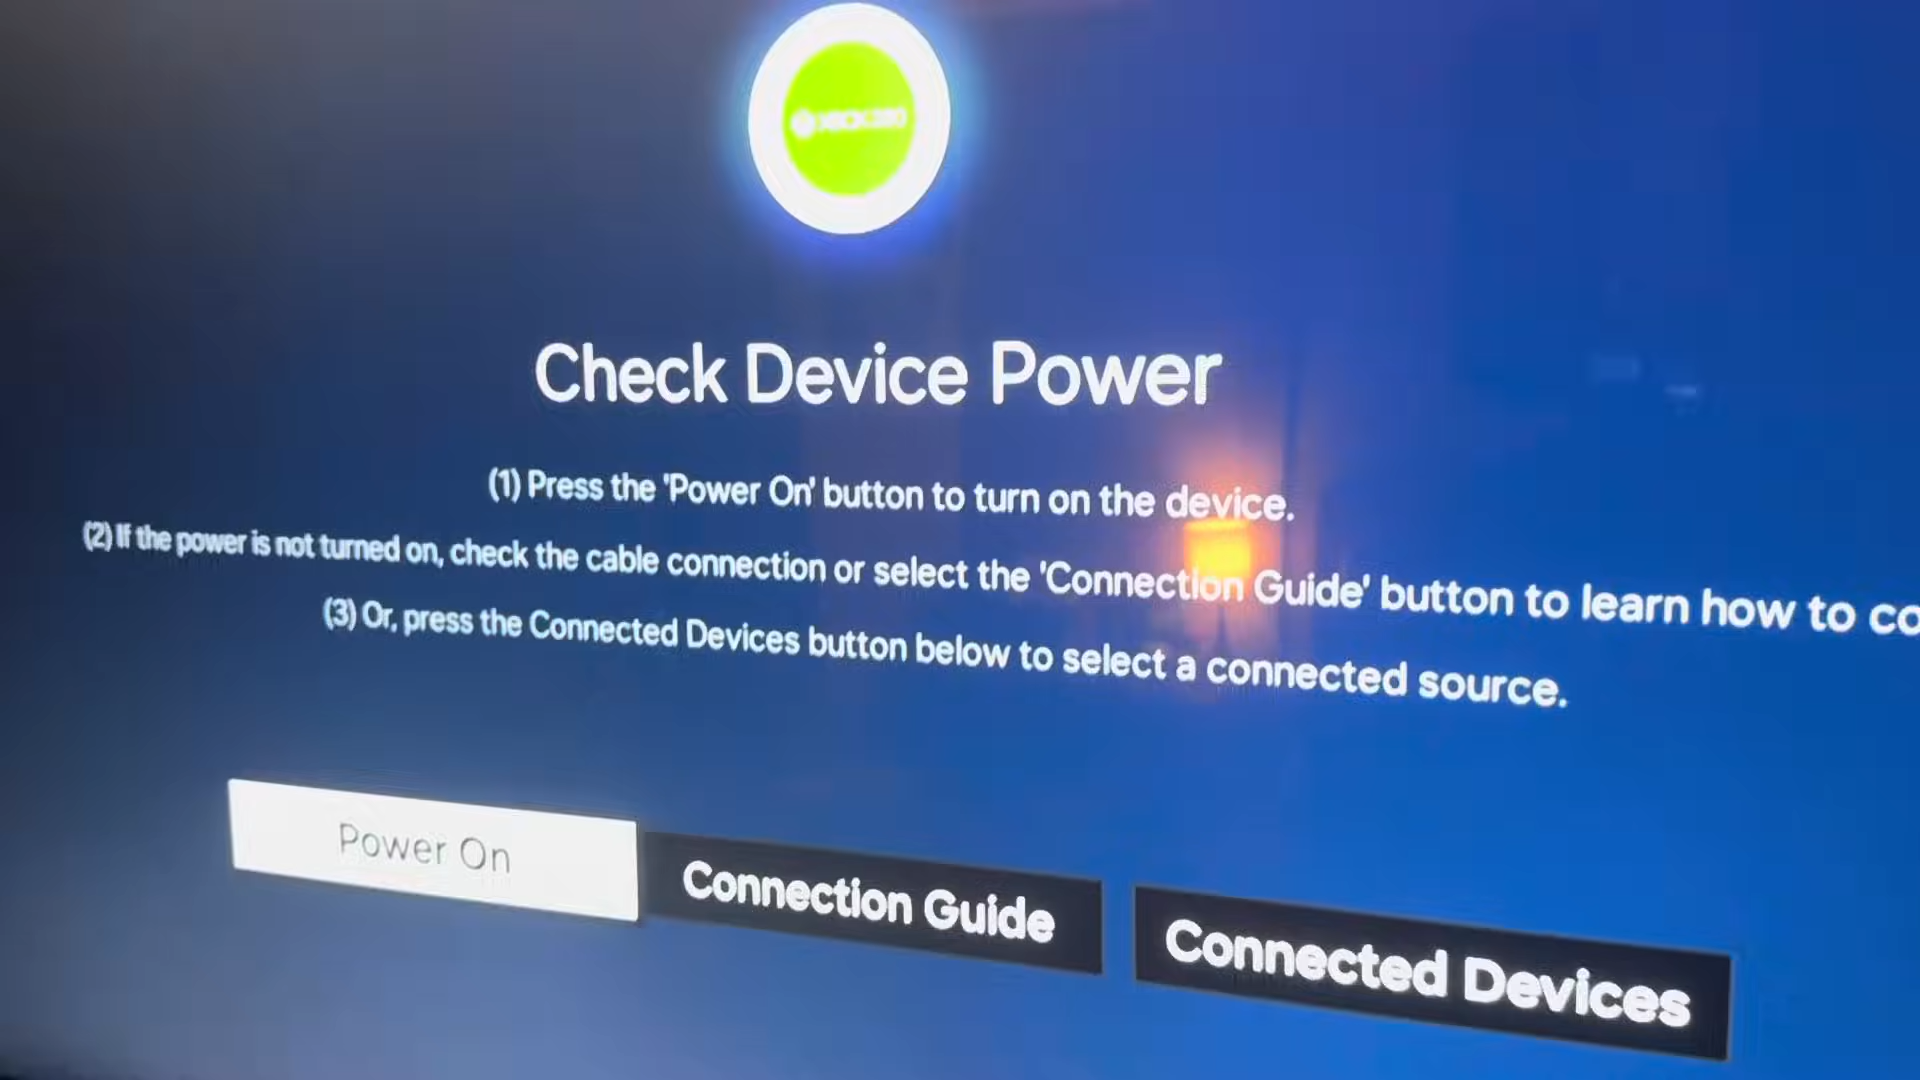 XBOX 360
Check Device Power
(1) Press the 'Power On' button to turn on the device.
(2) If the power is not turned on, check the cable connection or select the 'Connection Guide' button to learn how to co
(3) Or, press the Connected Devices button below to select a connected source.
Power On
Connection Guide
Connected Devices